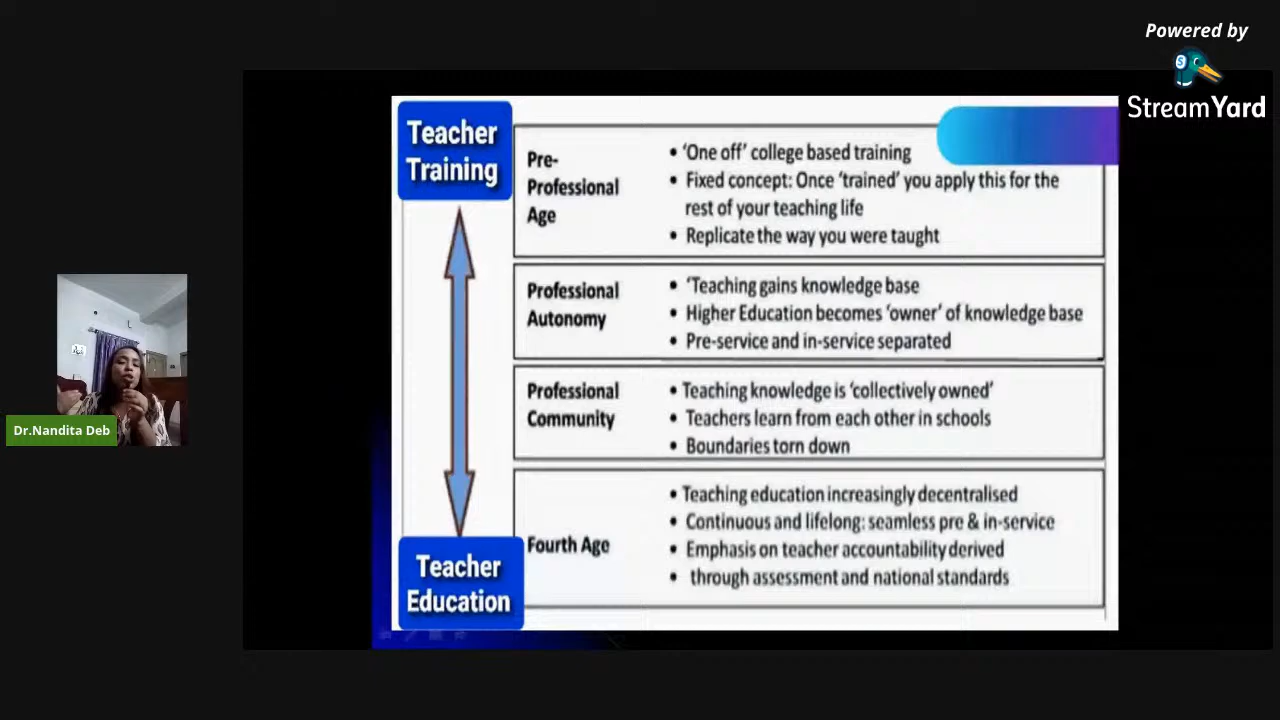 Powered by
StreamYard
Teacher
Training
Pre-
Professional
Age
• ‘One off’ college based training
• Fixed concept: Once ‘trained’ you apply this for the
rest of your teaching life
• Replicate the way you were taught
Professional
Autonomy
• ‘Teaching gains knowledge base
• Higher Education becomes ‘owner’ of knowledge base
• Pre-service and in-service separated
Professional
Community
• Teaching knowledge is ‘collectively owned’
• Teachers learn from each other in schools
• Boundaries torn down
Fourth Age
• Teaching education increasingly decentralised
• Continuous and lifelong: seamless pre & in-service
• Emphasis on teacher accountability derived
• through assessment and national standards
Teacher
Education
Dr.Nandita Deb